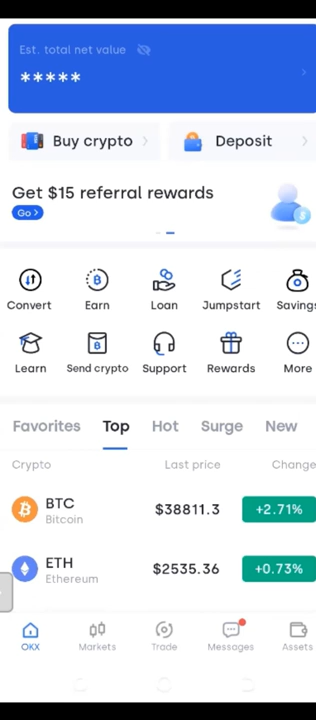 Est. total net value
*****
Buy crypto
Deposit
Get $15 referral rewards
Go >
Convert
Earn
Loan
Jumpstart
Savings
Learn
Send crypto
Support
Rewards
More
Favorites Top Hot Surge New
Crypto Last price Change
BTC $38811.3 +2.71%
Bitcoin
ETH $2535.36 +0.73%
Ethereum
OKX Markets Trade Messages Assets